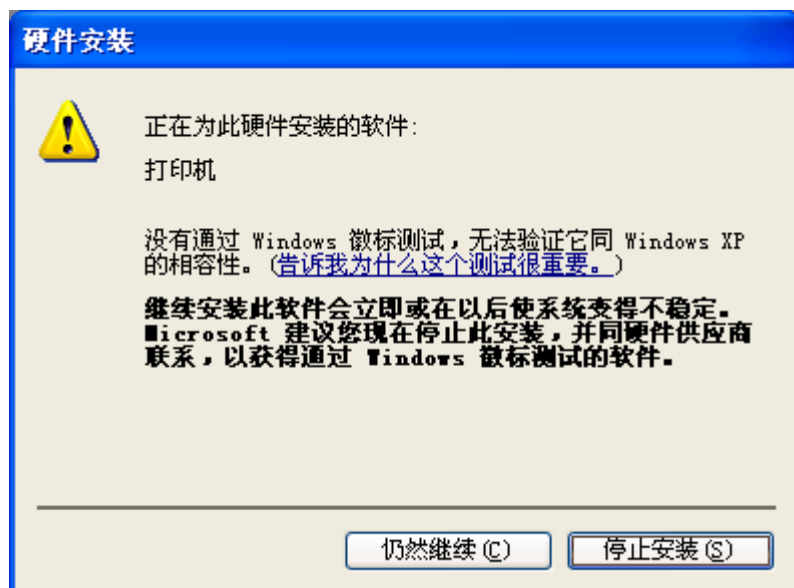 硬件安装
正在为此硬件安装的软件:
打印机
没有通过 Windows 徽标测试，无法验证它同 Windows XP
的相容性。(告诉我为什么这个测试很重要。)
继续安装此软件会立即或在以后使系统变得不稳定。
Microsoft 建议您现在停止此安装，并同硬件供应商
联系，以获得通过 Windows 徽标测试的软件。
仍然继续(C)
停止安装(S)